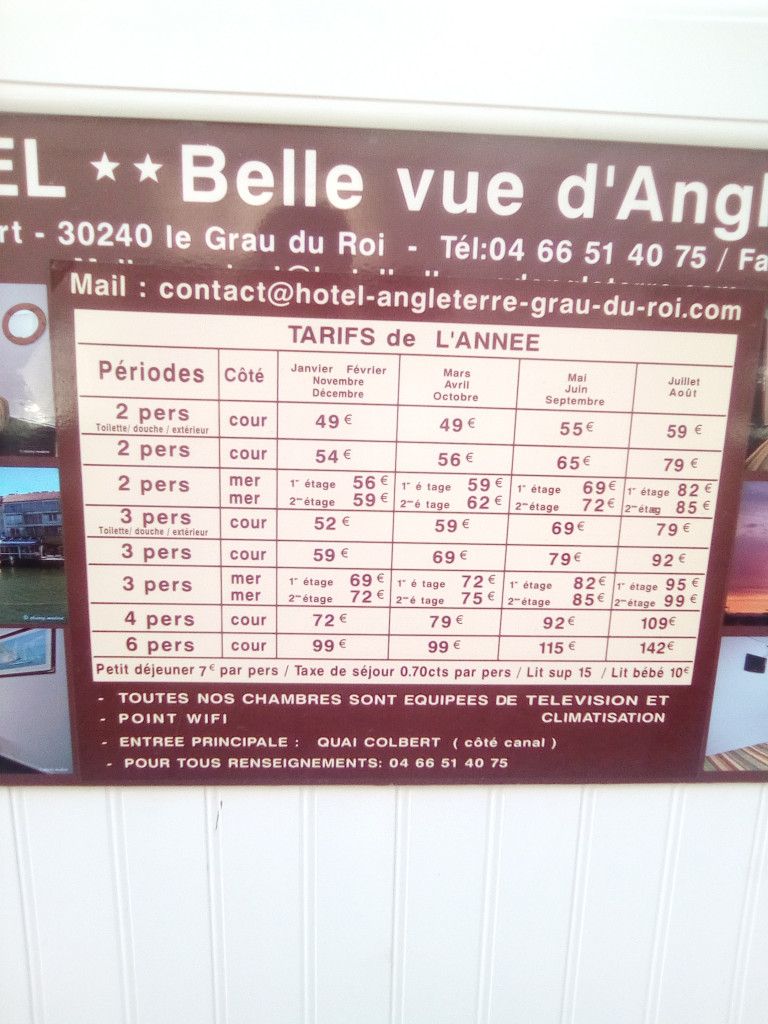 EL ★★ Belle vue d'Angl
rt - 30240 le Grau du Roi - Tél:04 66 51 40 75 / Fa
Mail : contact@hotel-angleterre-grau-du-roi.com
TARIFS de L'ANNEE
Périodes Côté Janvier Février Novembre Décembre Mars Avril Octobre Mai Juin Septembre Juillet Août
2 pers Toilette/ douche / extérieur cour 49 € 49 € 55 € 59 €
2 pers cour 54 € 56 € 65 € 79 €
2 pers mer 1er étage 56 € 1er é tage 59 € 1er étage 69 € 1er étage 82 €
mer 2me étage 59 € 2me é tage 62 € 2me étage 72 € 2me étag 85 €
3 pers Toilette/ douche / extérieur cour 52 € 59 € 69 € 79 €
3 pers cour 59 € 69 € 79 € 92 €
3 pers mer 1er étage 69 € 1er é tage 72 € 1er étage 82 € 1er étage 95 €
mer 2me étage 72 € 2me é tage 75 € 2me étage 85 € 2me étage 99 €
4 pers cour 72 € 79 € 92 € 109€
6 pers cour 99 € 99 € 115 € 142€
Petit déjeuner 7€ par pers / Taxe de séjour 0.70cts par pers / Lit sup 15 / Lit bébé 10€
- TOUTES NOS CHAMBRES SONT EQUIPEES DE TELEVISION ET
- POINT WIFI CLIMATISATION
- ENTREE PRINCIPALE : QUAI COLBERT ( côté canal )
- POUR TOUS RENSEIGNEMENTS: 04 66 51 40 75